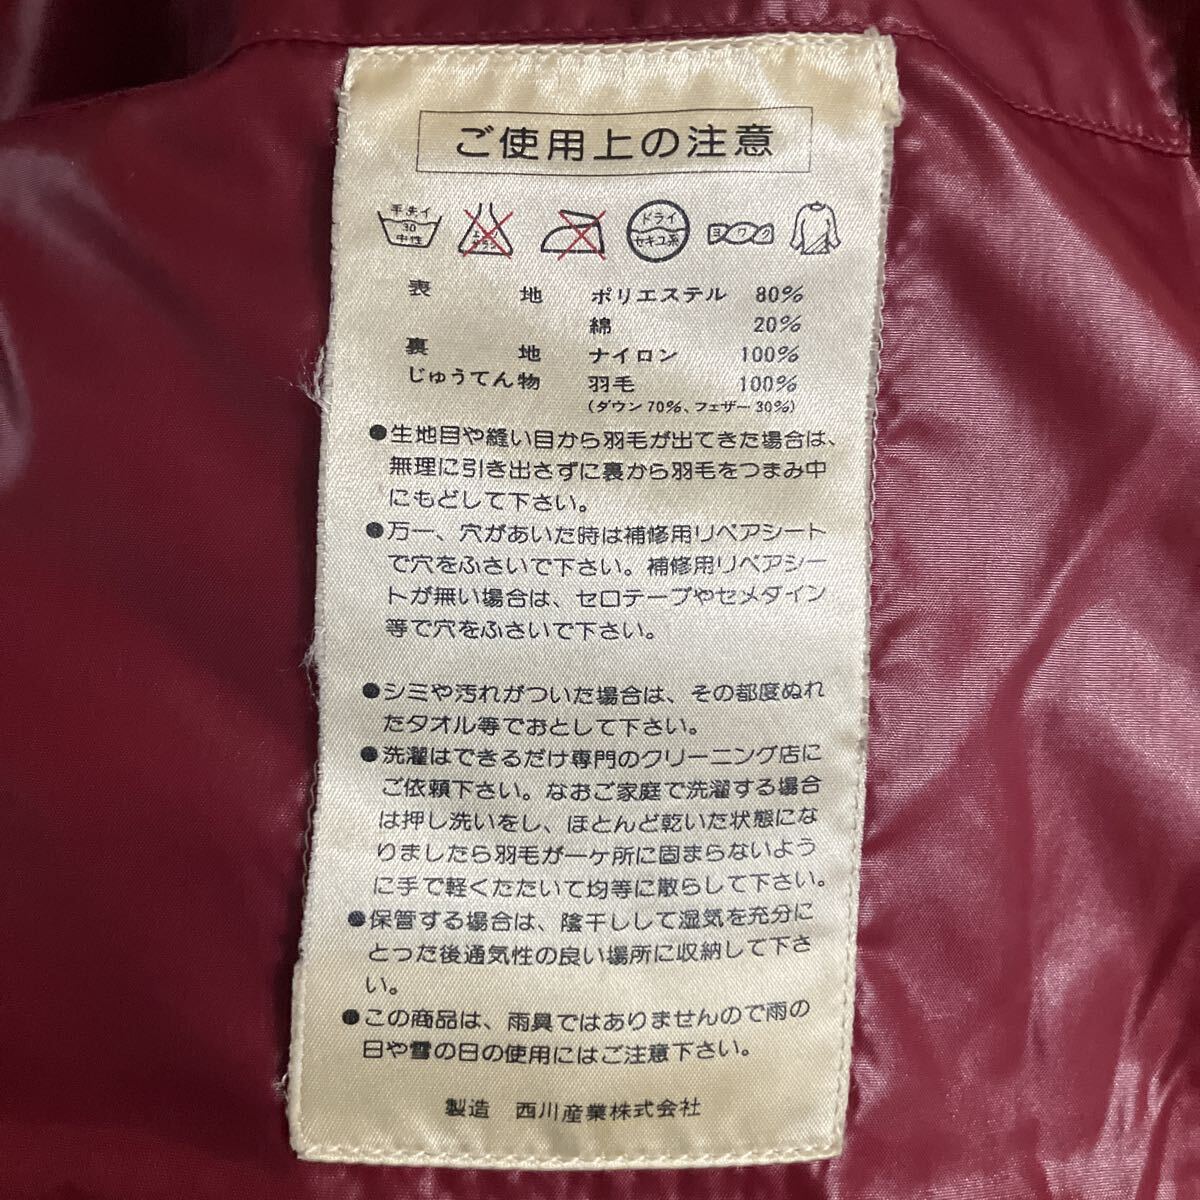 ご使用上の注意
手洗イ
30
中性
ドライ
セキユ系
ヨワク
表 地 ポリエステル 80%
綿 20%
裏 地 ナイロン 100%
じゅうてん物 羽毛 100%
(ダウン70%、フェザー30%)
●生地目や縫い目から羽毛が出てきた場合は、
無理に引き出さずに裏から羽毛をつまみ中
にもどして下さい。
●万一、穴があいた時は補修用リペアシート
で穴をふさいで下さい。補修用リペアシー
トが無い場合は、セロテープやセメダイン
等で穴をふさいで下さい。
●シミや汚れがついた場合は、その都度ぬれ
たタオル等でおとして下さい。
●洗濯はできるだけ専門のクリーニング店に
ご依頼下さい。なおご家庭で洗濯する場合
は押し洗いをし、ほとんど乾いた状態にな
りましたら羽毛が一ケ所に固まらないよう
に手で軽くたたいて均等に散らして下さい。
●保管する場合は、陰干しして湿気を充分に
とった後通気性の良い場所に収納して下さ
い。
●この商品は、雨具ではありませんので雨の
日や雪の日の使用にはご注意下さい。
製造 西川産業株式会社